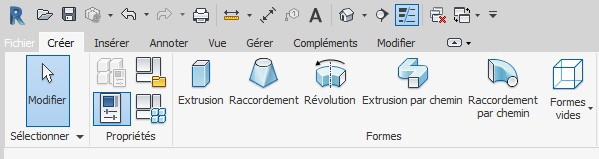 R
A
Fichier Créer Insérer Annoter Vue Gérer Compléments Modifier
Modifier Extrusion Raccordement Révolution Extrusion par chemin Raccordement par chemin Formes vides
Sélectionner Propriétés Formes